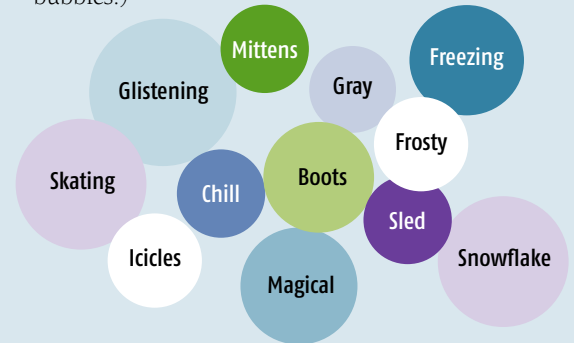 bubbles.)
Mittens
Freezing
Glistening
Gray
Frosty
Skating
Chill
Boots
Sled
Icicles
Snowflake
Magical